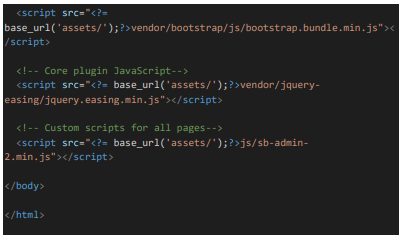 <script src="<?=
base_url('assets/');?>vendor/bootstrap/js/bootstrap.bundle.min.js"><
/script>
<!-- Core plugin JavaScript-->
<script src="<?= base_url('assets/');?>vendor/jquery-
easing/jquery.easing.min.js"></script>
<!-- Custom scripts for all pages-->
<script src="<?= base_url('assets/');?>js/sb-admin-
2.min.js"></script>
</body>
</html>